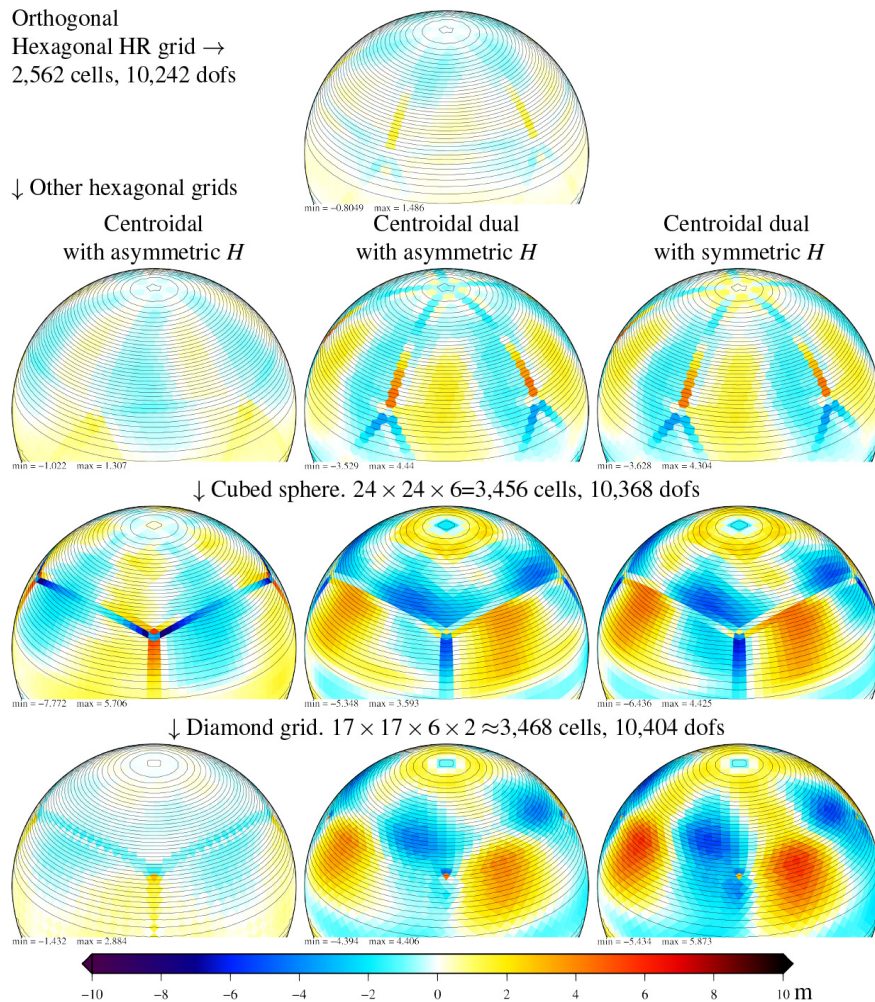 Orthogonal
Hexagonal HR grid →
2,562 cells, 10,242 dofs
min = −0.8049 max = 1.486
↓ Other hexagonal grids
Centroidal
with asymmetric H
Centroidal dual
with asymmetric H
Centroidal dual
with symmetric H
min = −1.022 max = 1.307
min = −3.529 max = 4.44
min = −3.628 max = 4.304
↓ Cubed sphere. 24 × 24 × 6=3,456 cells, 10,368 dofs
min = −7.772 max = 5.706
min = −5.348 max = 3.593
min = −6.436 max = 4.425
↓ Diamond grid. 17 × 17 × 6 × 2 ≈3,468 cells, 10,404 dofs
min = −1.432 max = 2.884
min = −4.394 max = 4.406
min = −5.434 max = 5.873
−10 −8 −6 −4 −2 0 2 4 6 8 10 m